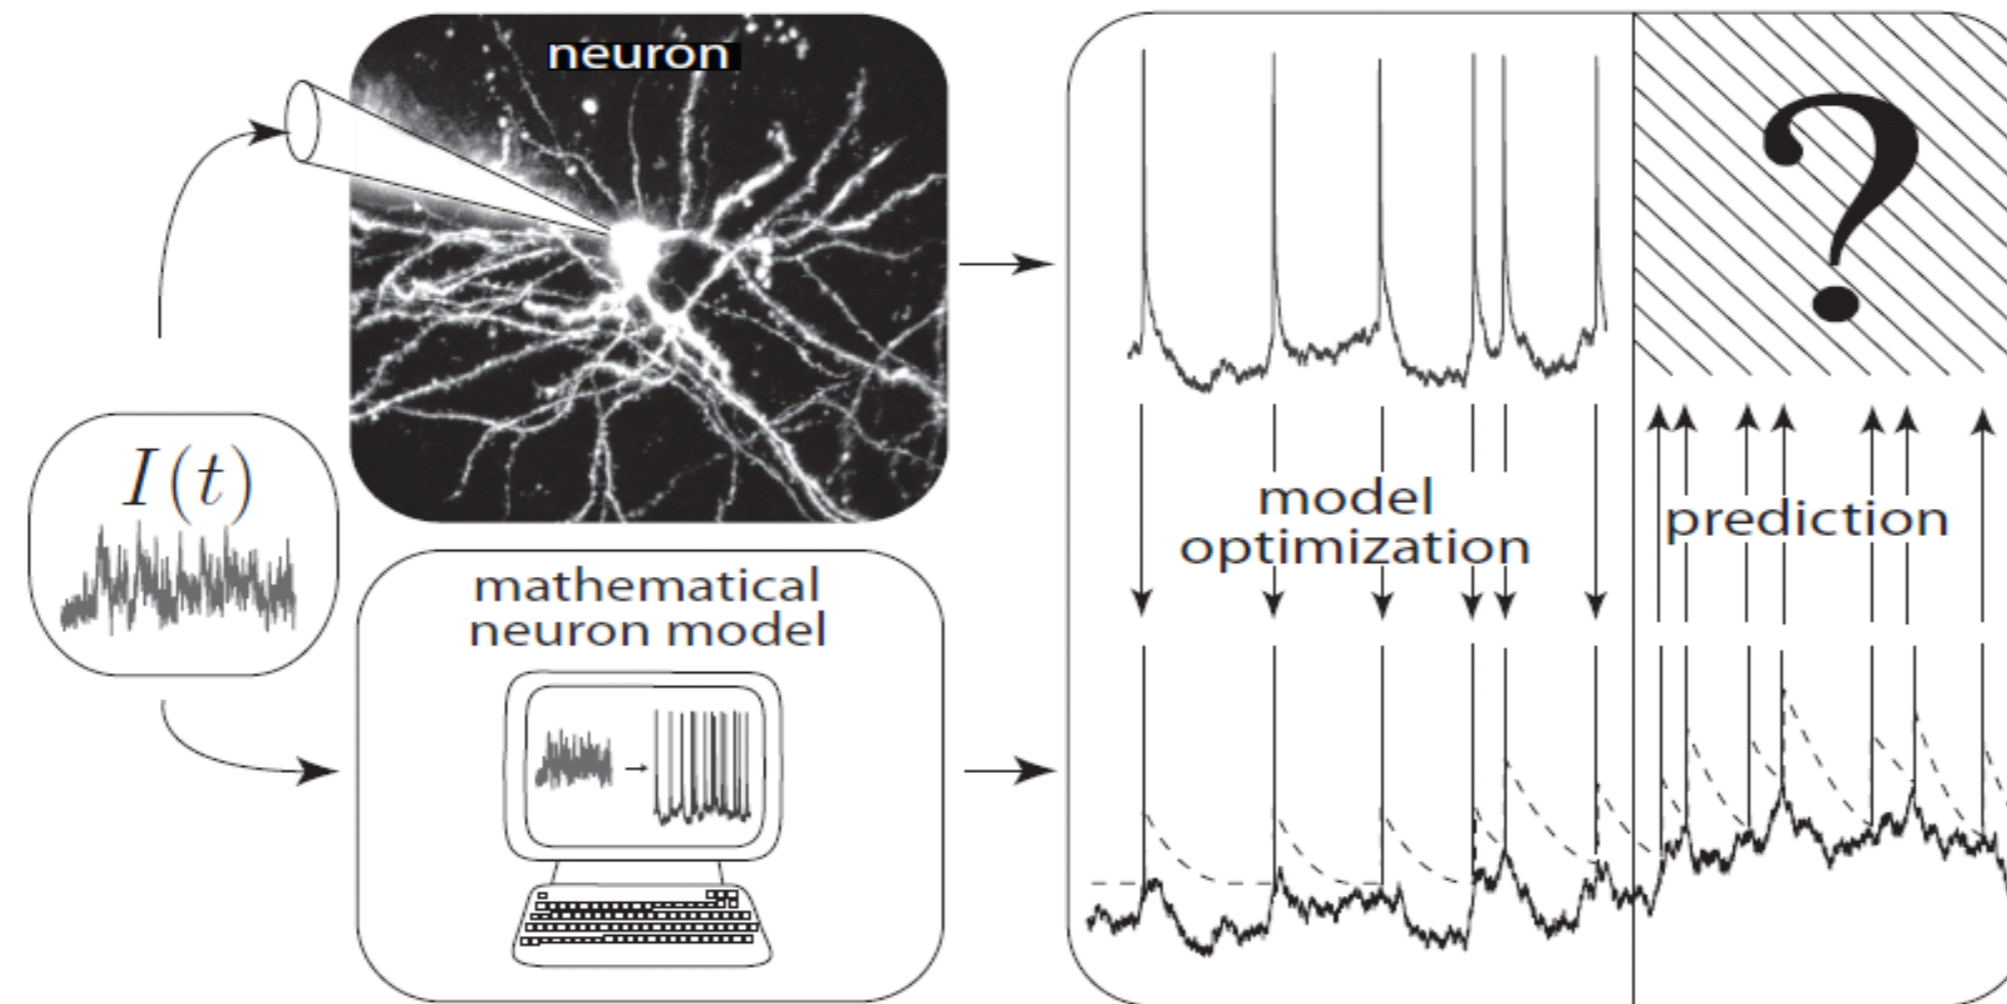 neuron
I(t)
mathematical
neuron model
model
optimization
prediction
?